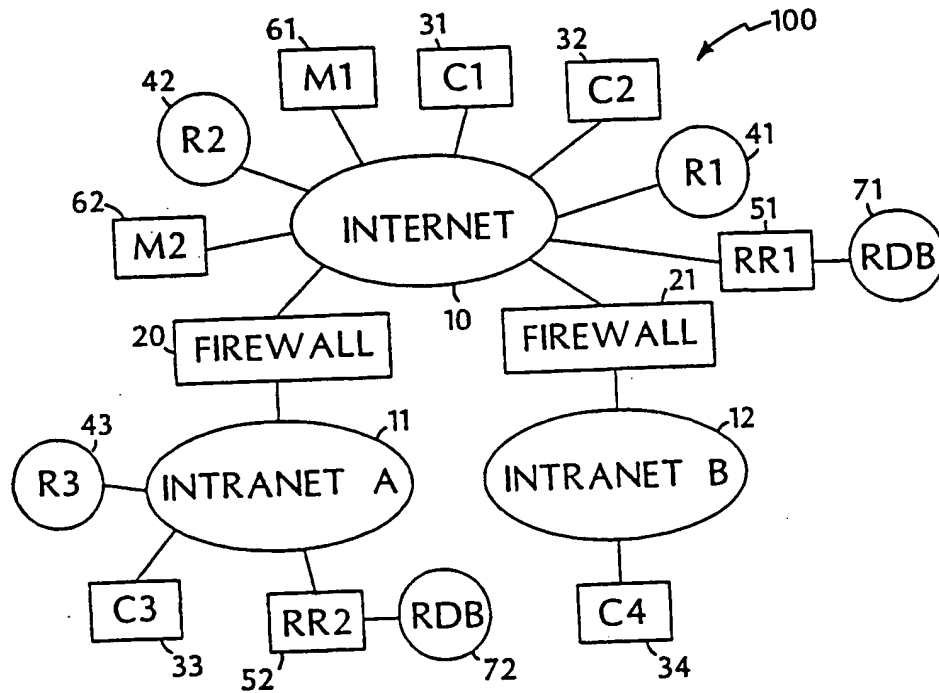 61
31
32
100
42
M1
C1
C2
R2
41
R1
62
71
51
INTERNET
M2
RR1
RDB
21
10
20
FIREWALL
FIREWALL
43
11
12
R3
INTRANET A
INTRANET B
C3
RR2
RDB
C4
33
52
72
34